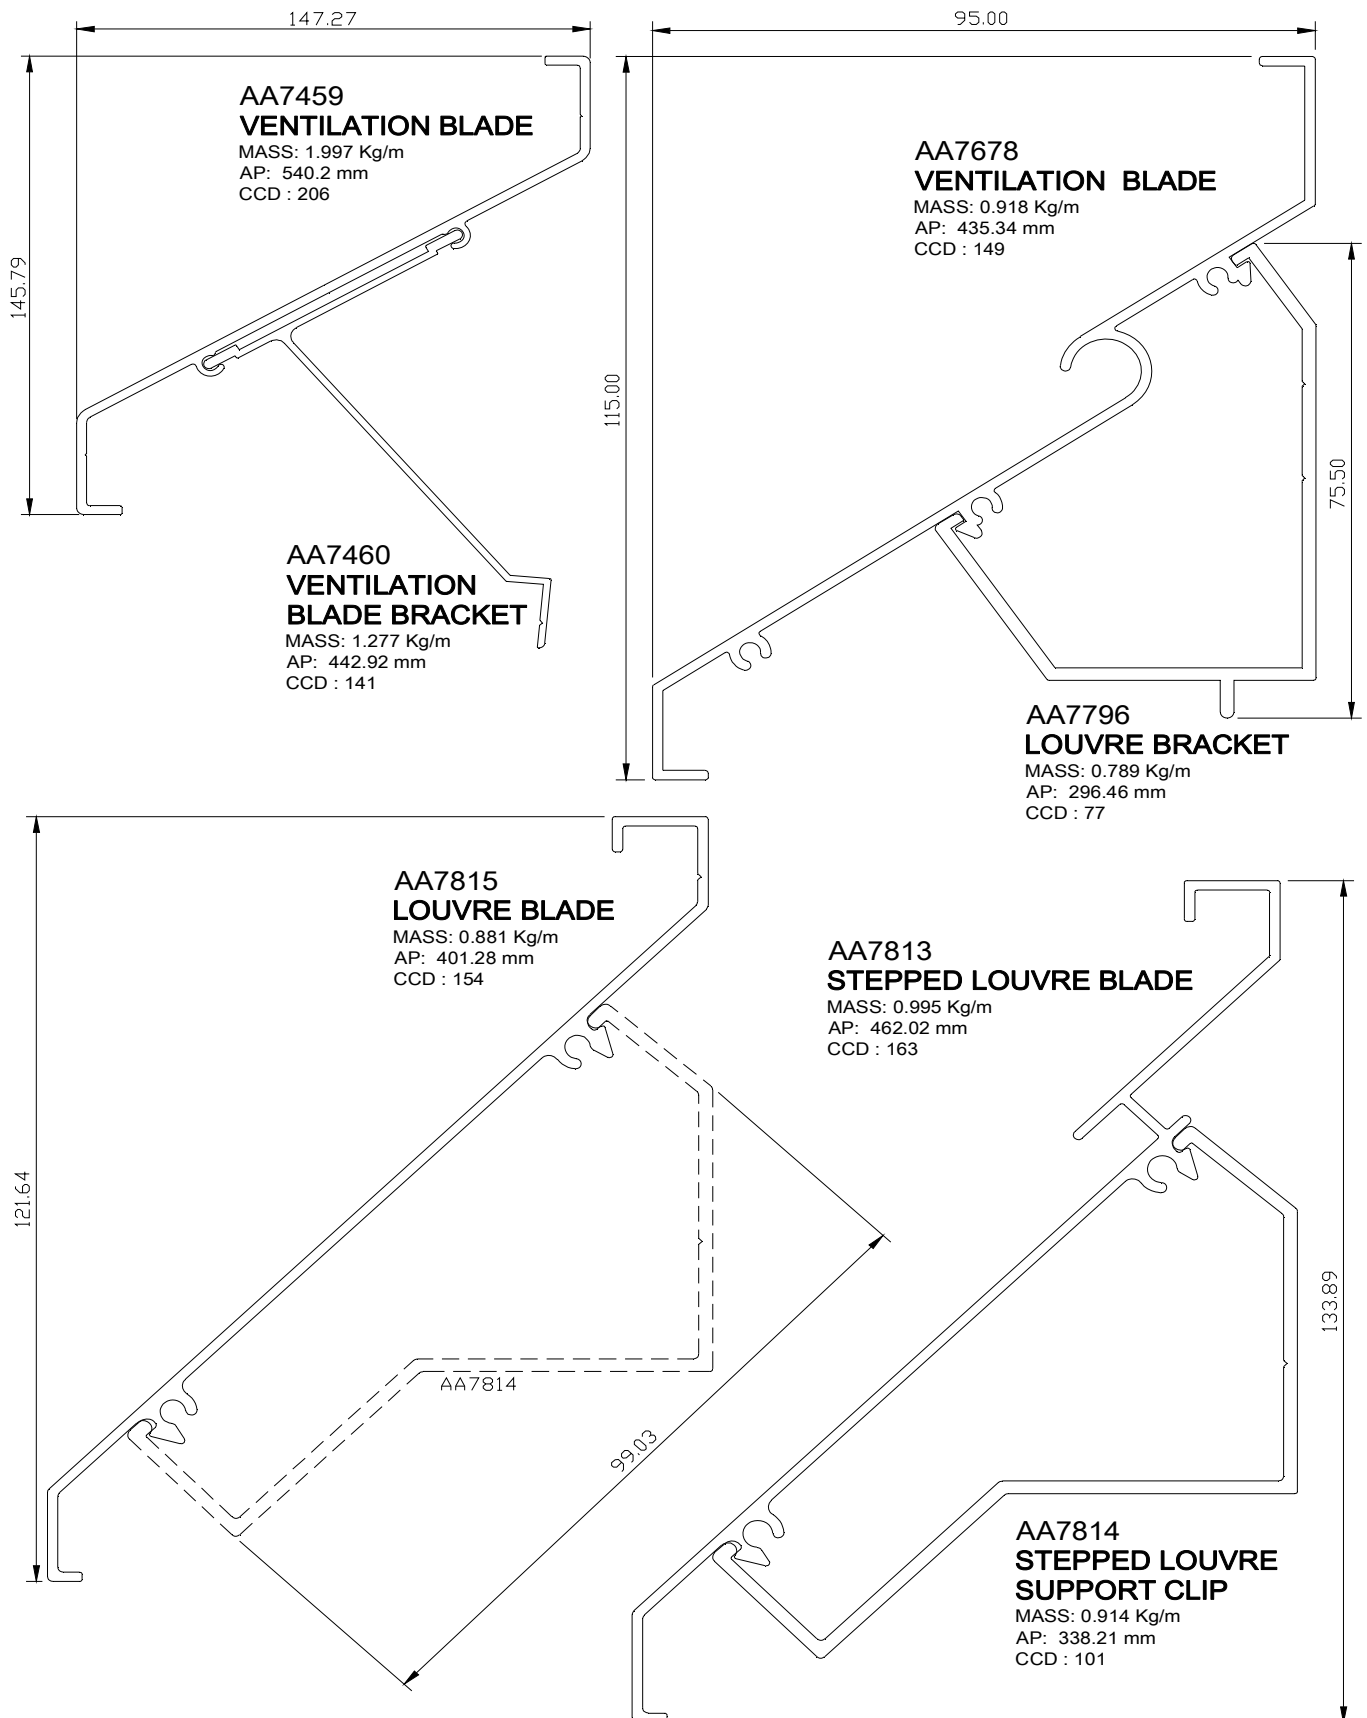 147.27
95.00
AA7459
VENTILATION BLADE
MASS: 1.997 Kg/m
AP: 540.2 mm
CCD : 206
145.79
AA7678
VENTILATION BLADE
MASS: 0.918 Kg/m
AP: 435.34 mm
CCD : 149
115.00
75.50
AA7460
VENTILATION
BLADE BRACKET
MASS: 1.277 Kg/m
AP: 442.92 mm
CCD : 141
AA7796
LOUVRE BRACKET
MASS: 0.789 Kg/m
AP: 296.46 mm
CCD : 77
AA7815
LOUVRE BLADE
MASS: 0.881 Kg/m
AP: 401.28 mm
CCD : 154
AA7813
STEPPED LOUVRE BLADE
MASS: 0.995 Kg/m
AP: 462.02 mm
CCD : 163
121.64
133.89
AA7814
99.03
AA7814
STEPPED LOUVRE
SUPPORT CLIP
MASS: 0.914 Kg/m
AP: 338.21 mm
CCD : 101